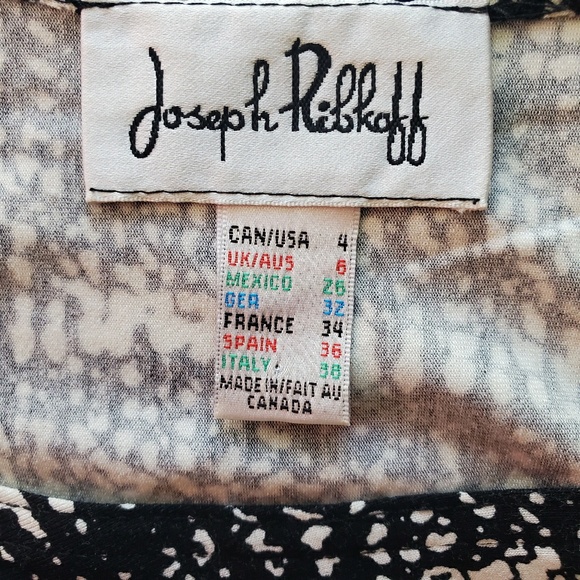 Joseph Ribkoff
CAN/USA 4
UK/AUS 6
MEXICO 26
GER 32
FRANCE 34
SPAIN 36
ITALY 38
MADE IN/FAIT AU
CANADA